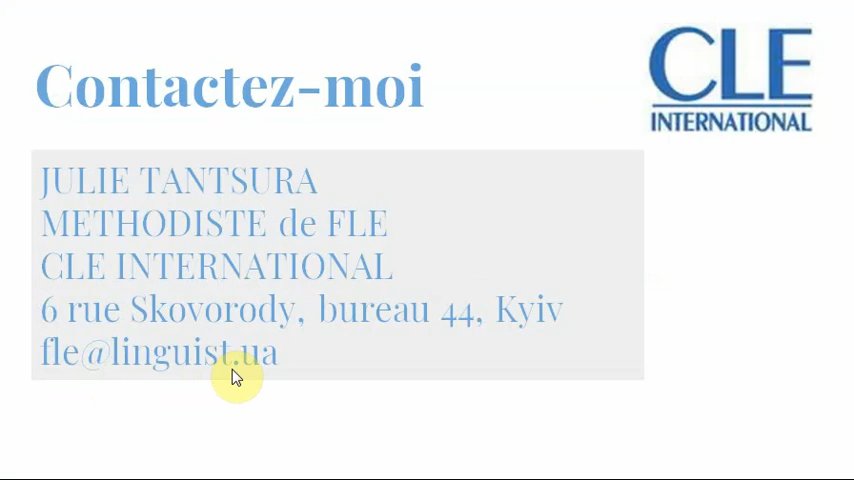 CLE
INTERNATIONAL
Contactez-moi
JULIE TANTSURA
METHODISTE de FLE
CLE INTERNATIONAL
6 rue Skovorody, bureau 44, Kyiv
fle@linguist.ua